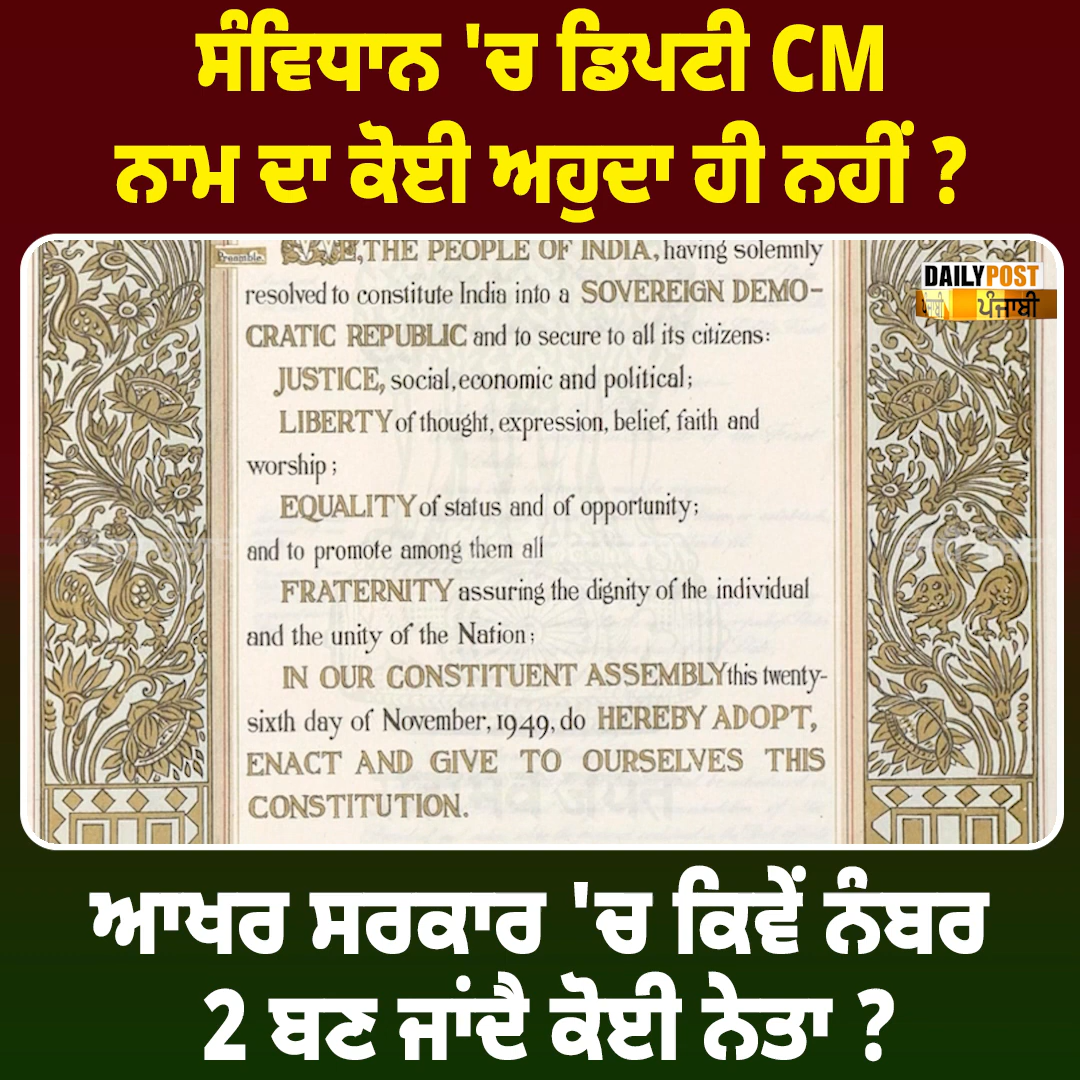 ਸੰਵਿਧਾਨ 'ਚ ਡਿਪਟੀ CM
ਨਾਮ ਦਾ ਕੋਈ ਅਹੁਦਾ ਹੀ ਨਹੀਂ ?
Preamble. WE, THE PEOPLE OF INDIA, having solemnly
resolved to constitute India into a SOVEREIGN DEMO-
CRATIC REPUBLIC and to secure to all its citizens:
JUSTICE, social, economic and political;
LIBERTY of thought, expression, belief, faith and
worship;
EQUALITY of status and of opportunity;
and to promote among them all
FRATERNITY assuring the dignity of the individual
and the unity of the Nation;
IN OUR CONSTITUENT ASSEMBLY this twenty-
sixth day of November, 1949, do HEREBY ADOPT,
ENACT AND GIVE TO OURSELVES THIS
CONSTITUTION.
DAILYPOST
ਪੰਜਾਬੀ
ਆਖਰ ਸਰਕਾਰ 'ਚ ਕਿਵੇਂ ਨੰਬਰ
2 ਬਣ ਜਾਂਦੈ ਕੋਈ ਨੇਤਾ ?